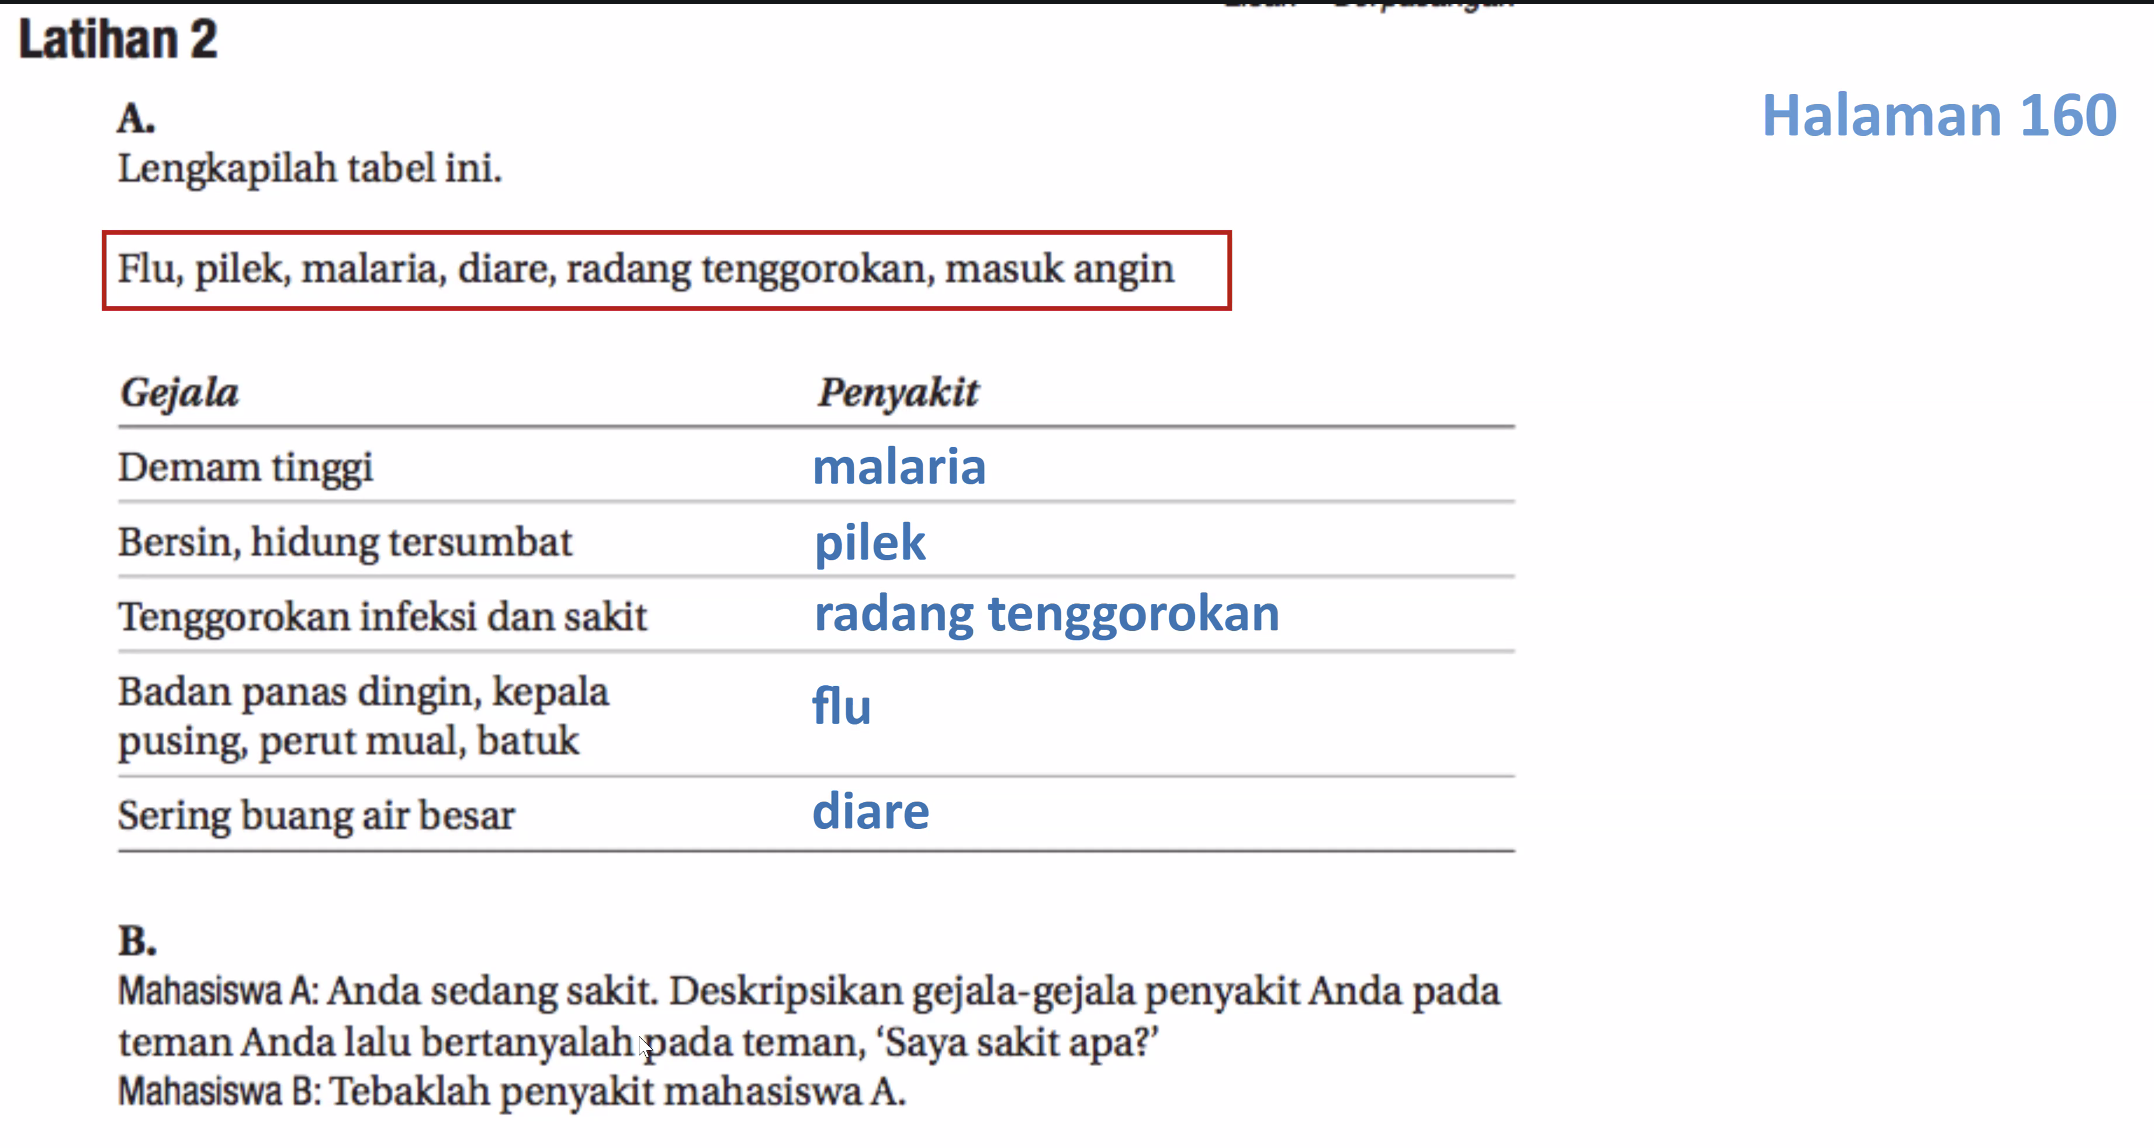 Latihan 2
Halaman 160
A.
Lengkapilah tabel ini.
Flu, pilek, malaria, diare, radang tenggorokan, masuk angin
Gejala Penyakit
Demam tinggi malaria
Bersin, hidung tersumbat pilek
Tenggorokan infeksi dan sakit radang tenggorokan
Badan panas dingin, kepala
pusing, perut mual, batuk
flu
Sering buang air besar diare
B.
Mahasiswa A: Anda sedang sakit. Deskripsikan gejala-gejala penyakit Anda pada
teman Anda lalu bertanyalah pada teman, ‘Saya sakit apa?’
Mahasiswa B: Tebaklah penyakit mahasiswa A.